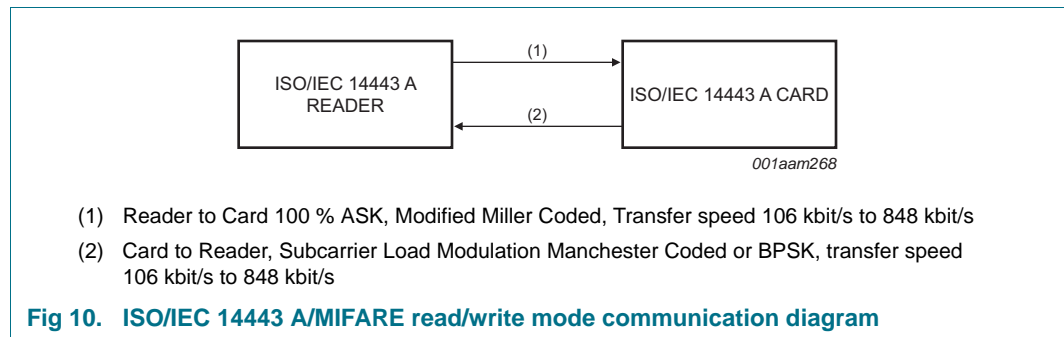 (1)
ISO/IEC 14443 A
READER
ISO/IEC 14443 A CARD
(2)
001aam268
(1) Reader to Card 100 % ASK, Modified Miller Coded, Transfer speed 106 kbit/s to 848 kbit/s
(2) Card to Reader, Subcarrier Load Modulation Manchester Coded or BPSK, transfer speed
106 kbit/s to 848 kbit/s
Fig 10. ISO/IEC 14443 A/MIFARE read/write mode communication diagram